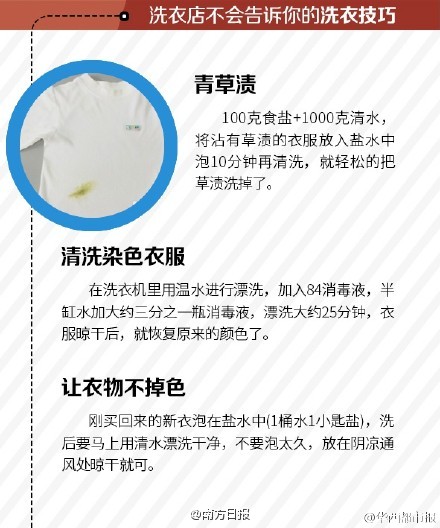 洗衣店不会告诉你的洗衣技巧
青草渍
100克食盐+1000克清水，
将沾有草渍的衣服放入盐水中
泡10分钟再清洗，就轻松的把
草渍洗掉了。
清洗染色衣服
在洗衣机里用温水进行漂洗，加入84消毒液，半
缸水加大约三分之一瓶消毒液，漂洗大约25分钟，衣
服晾干后，就恢复原来的颜色了。
让衣物不掉色
刚买回来的新衣泡在盐水中(1桶水1小匙盐)，洗
后要马上用清水漂洗干净，不要泡太久，放在阴凉通
风处晾干就可。
@南方日报
@华西都市报